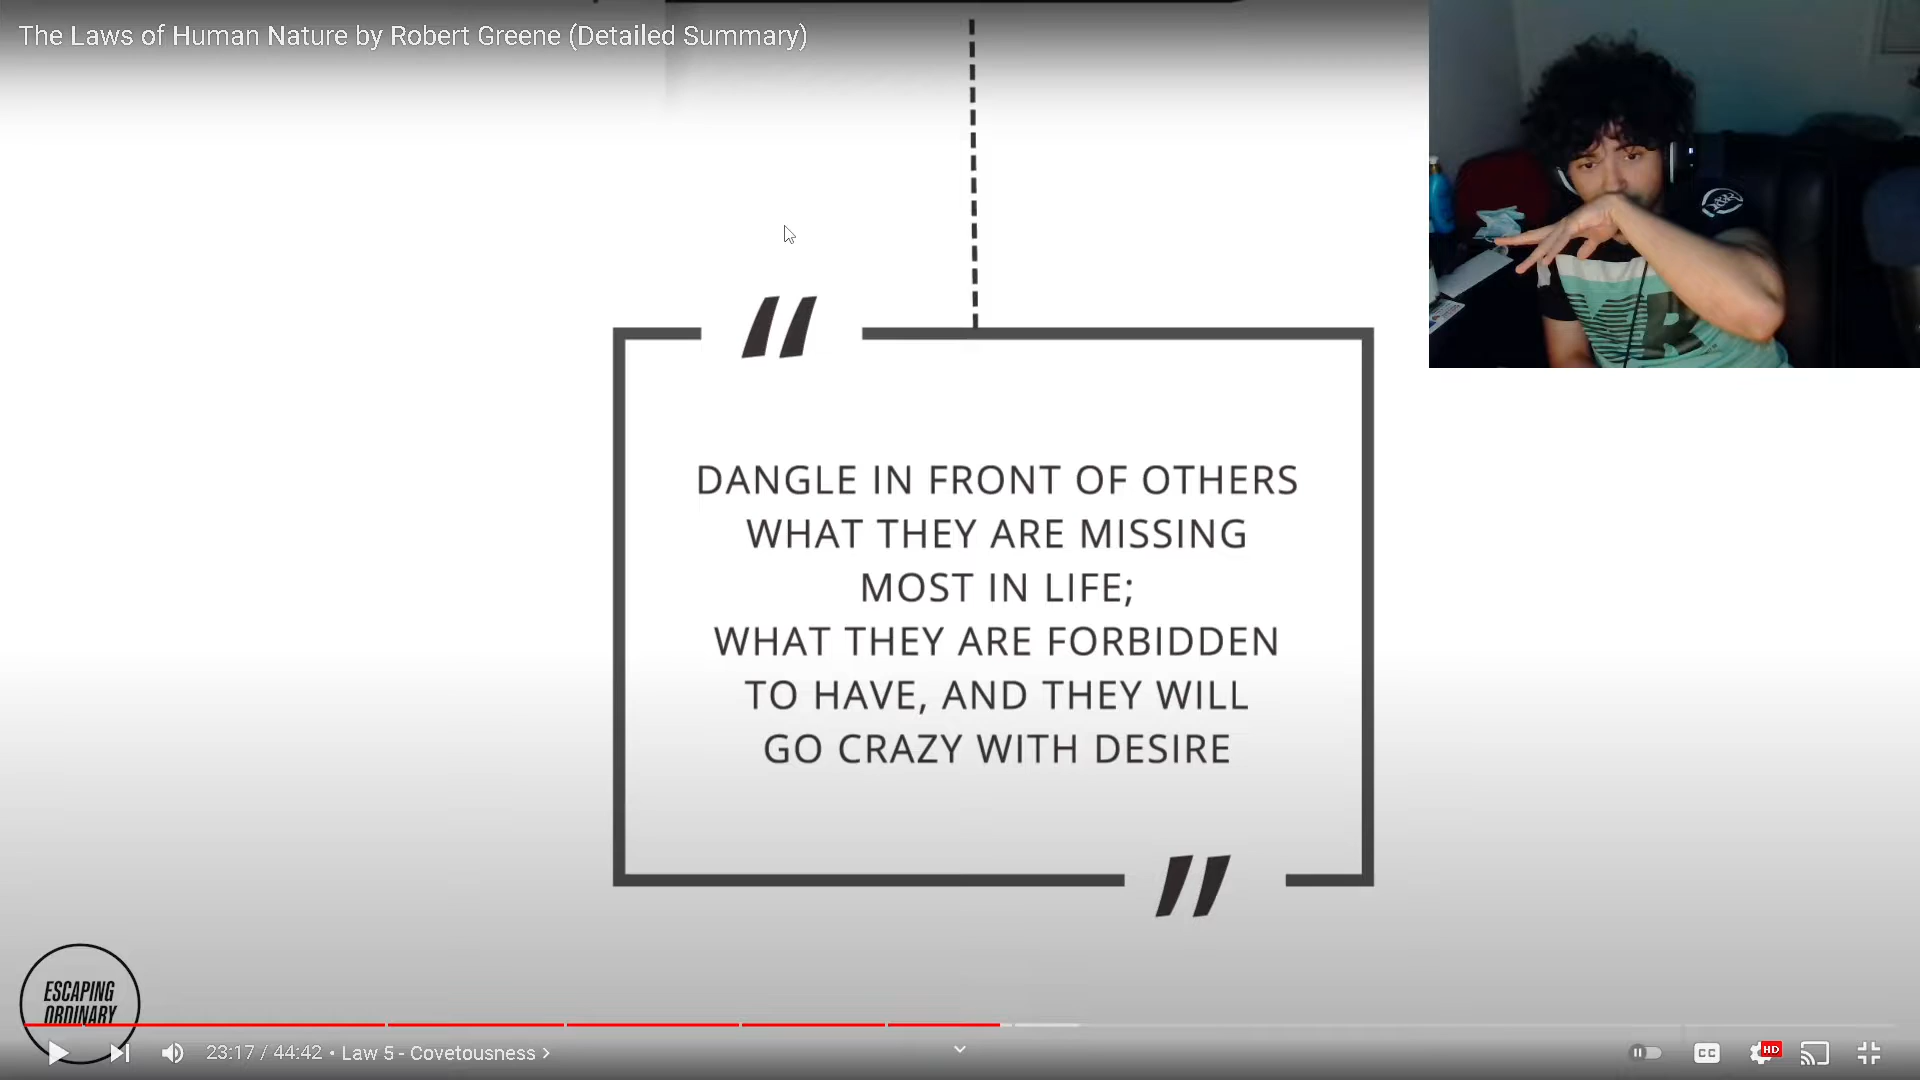 The Laws of Human Nature by Robert Greene (Detailed Summary)
“
DANGLE IN FRONT OF OTHERS
WHAT THEY ARE MISSING
MOST IN LIFE;
WHAT THEY ARE FORBIDDEN
TO HAVE, AND THEY WILL
GO CRAZY WITH DESIRE
”
ESCAPING
ORDINARY
23:17 / 44:42 • Law 5 - Covetousness >
CC
HD